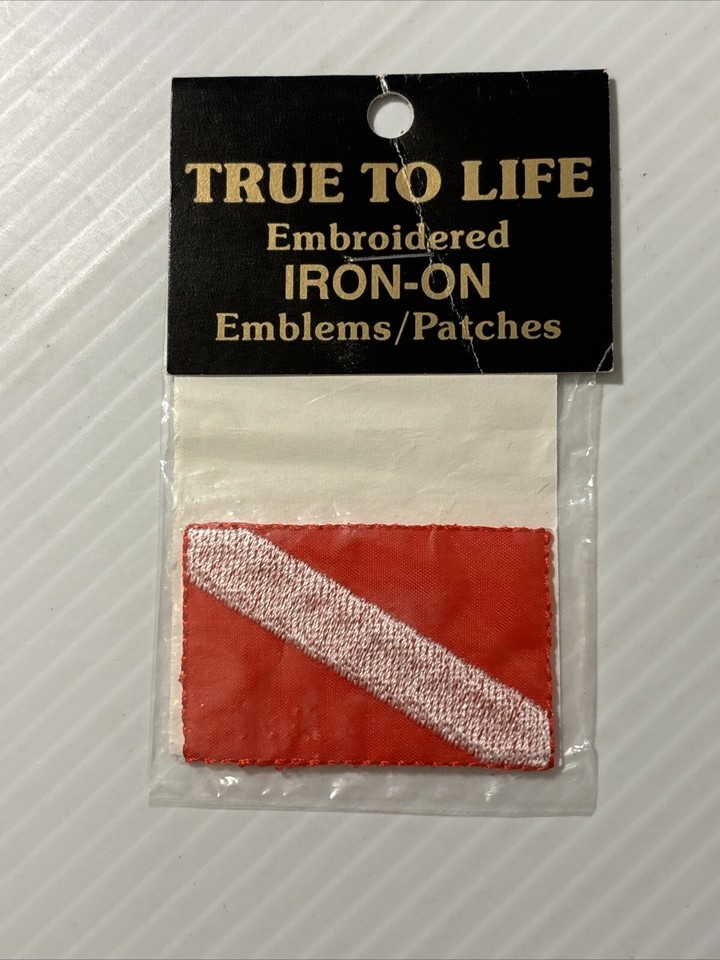 TRUE TO LIFE
Embroidered
IRON-ON
Emblems/Patches